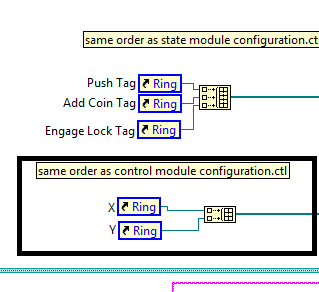 same order as state module configuration.ct
Push Tag Ring
Add Coin Tag Ring
Engage Lock Tag Ring
same order as control module configuration.ctl
X Ring
Y Ring